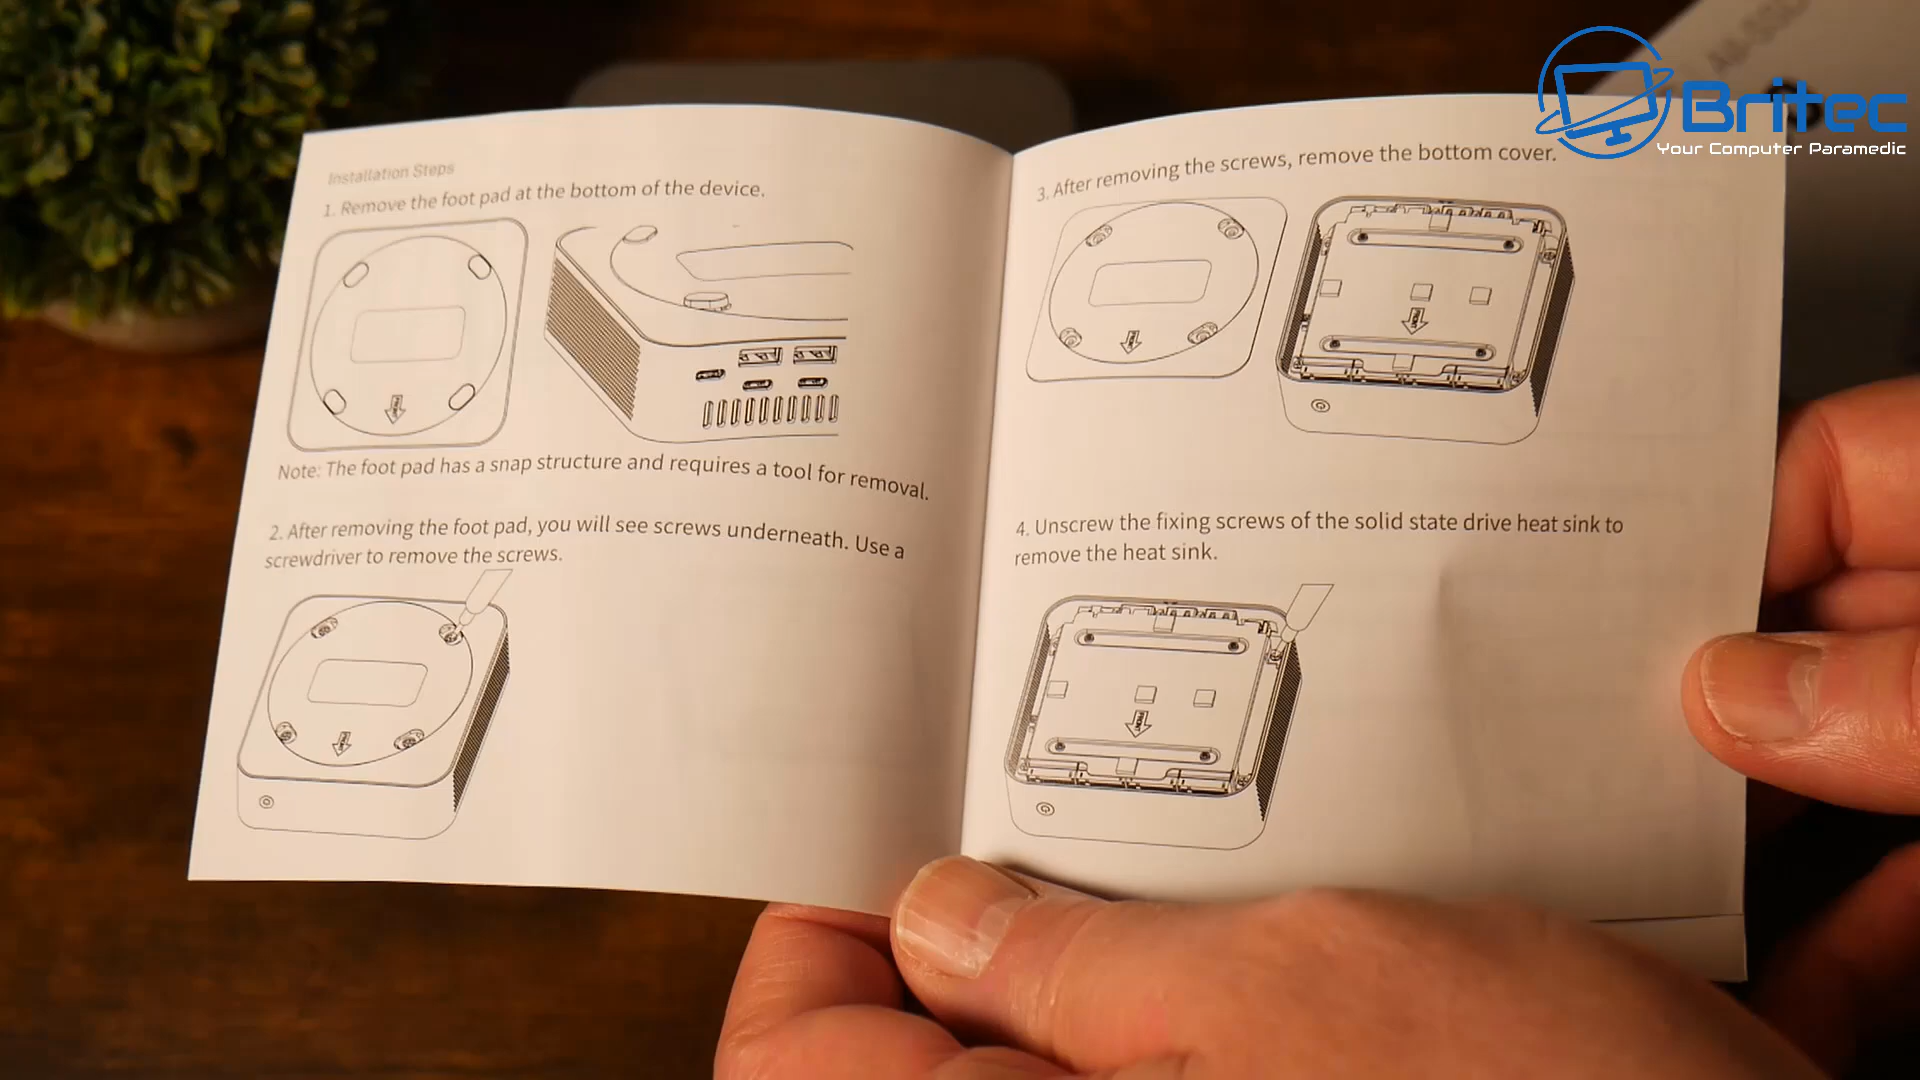 Installation Steps
1. Remove the foot pad at the bottom of the device.
Note: The foot pad has a snap structure and requires a tool for removal.
2. After removing the foot pad, you will see screws underneath. Use a
screwdriver to remove the screws.
3. After removing the screws, remove the bottom cover.
4. Unscrew the fixing screws of the solid state drive heat sink to
remove the heat sink.
Britec
Your Computer Paramedic